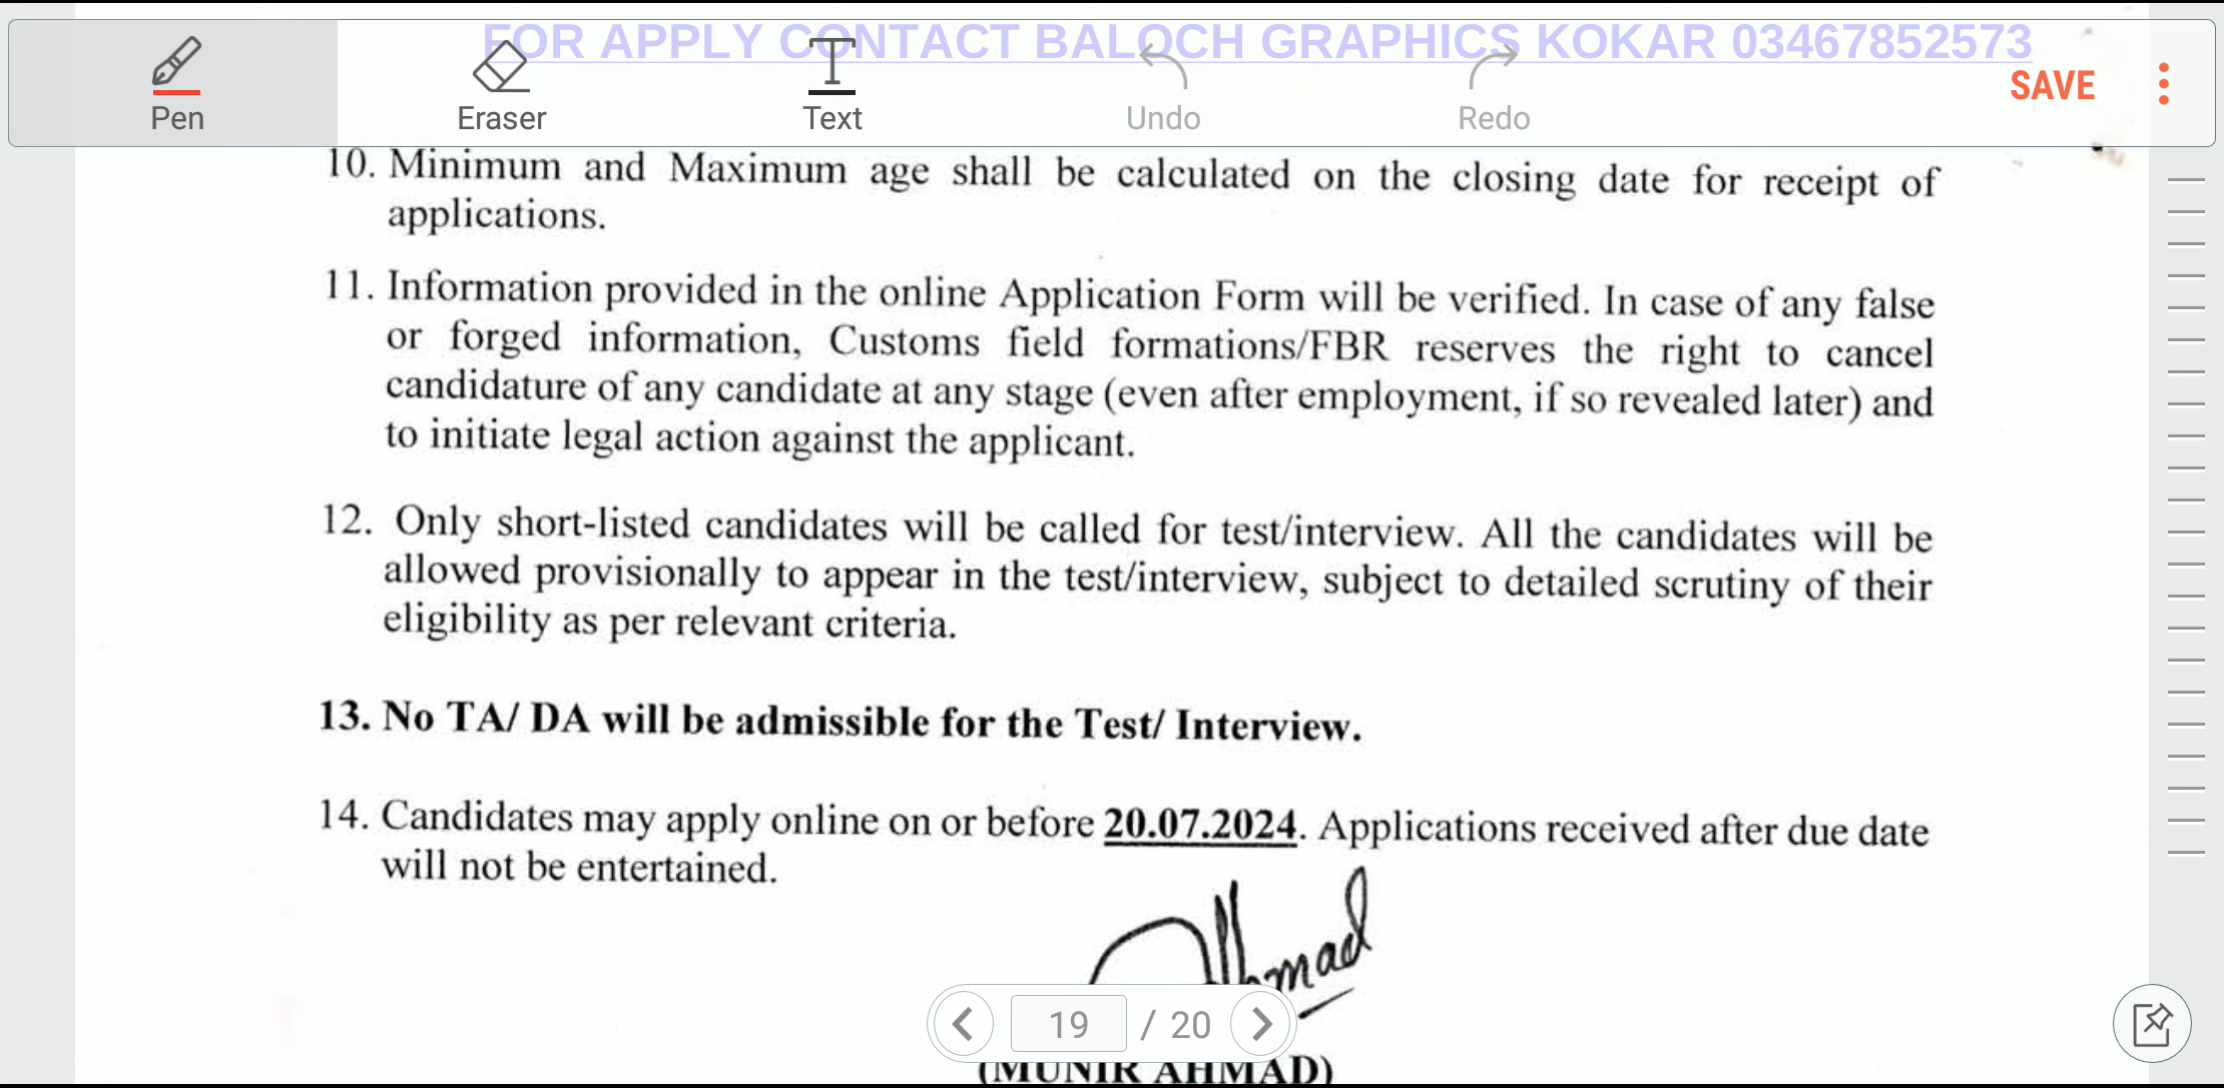 FOR APPLY CONTACT BALOCH GRAPHICS KOKAR 03467852573
Pen
Eraser
Text
Undo
Redo
SAVE
10. Minimum and Maximum age shall be calculated on the closing date for receipt of
applications.
11. Information provided in the online Application Form will be verified. In case of any false
or forged information, Customs field formations/FBR reserves the right to cancel
candidature of any candidate at any stage (even after employment, if so revealed later) and
to initiate legal action against the applicant.
12. Only short-listed candidates will be called for test/interview. All the candidates will be
allowed provisionally to appear in the test/interview, subject to detailed scrutiny of their
eligibility as per relevant criteria.
13. No TA/ DA will be admissible for the Test/ Interview.
14. Candidates may apply online on or before 20.07.2024. Applications received after due date
will not be entertained.
Ahmad
19 / 20
(MUNIR AHMAD)